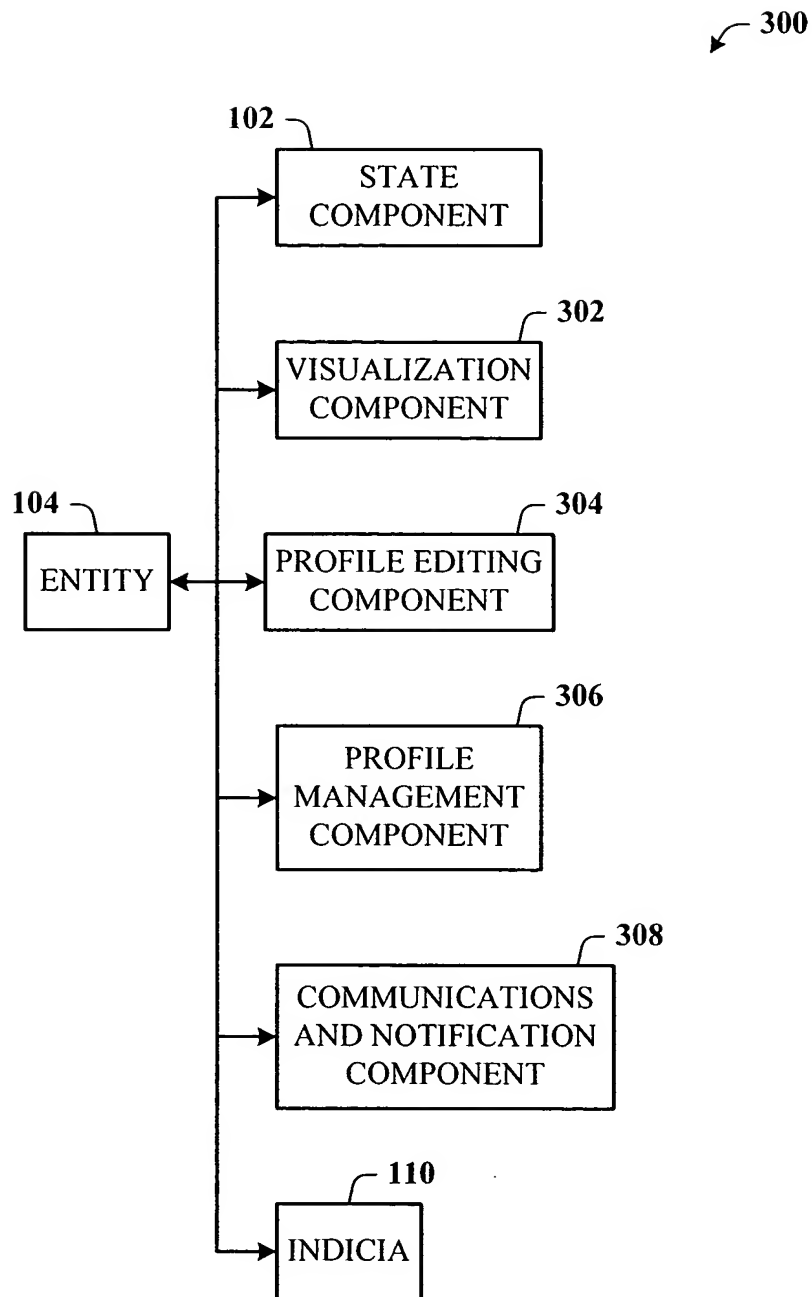 300
102
STATE
COMPONENT
302
VISUALIZATION
COMPONENT
104
ENTITY
304
PROFILE EDITING
COMPONENT
306
PROFILE
MANAGEMENT
COMPONENT
308
COMMUNICATIONS
AND NOTIFICATION
COMPONENT
110
INDICIA